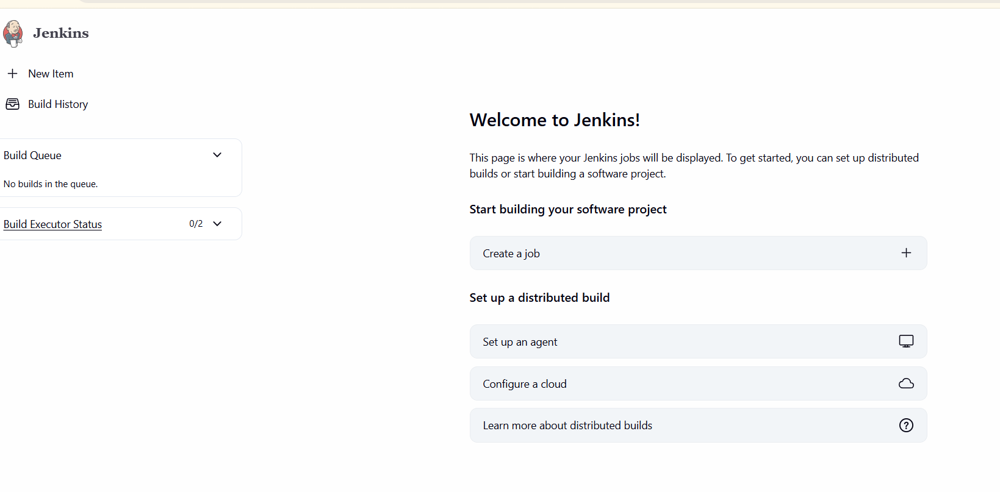 Jenkins
New Item
Build History
Build Queue
No builds in the queue.
Build Executor Status
0/2
Welcome to Jenkins!
This page is where your Jenkins jobs will be displayed. To get started, you can set up distributed
builds or start building a software project.
Start building your software project
Create a job
Set up a distributed build
Set up an agent
Configure a cloud
Learn more about distributed builds